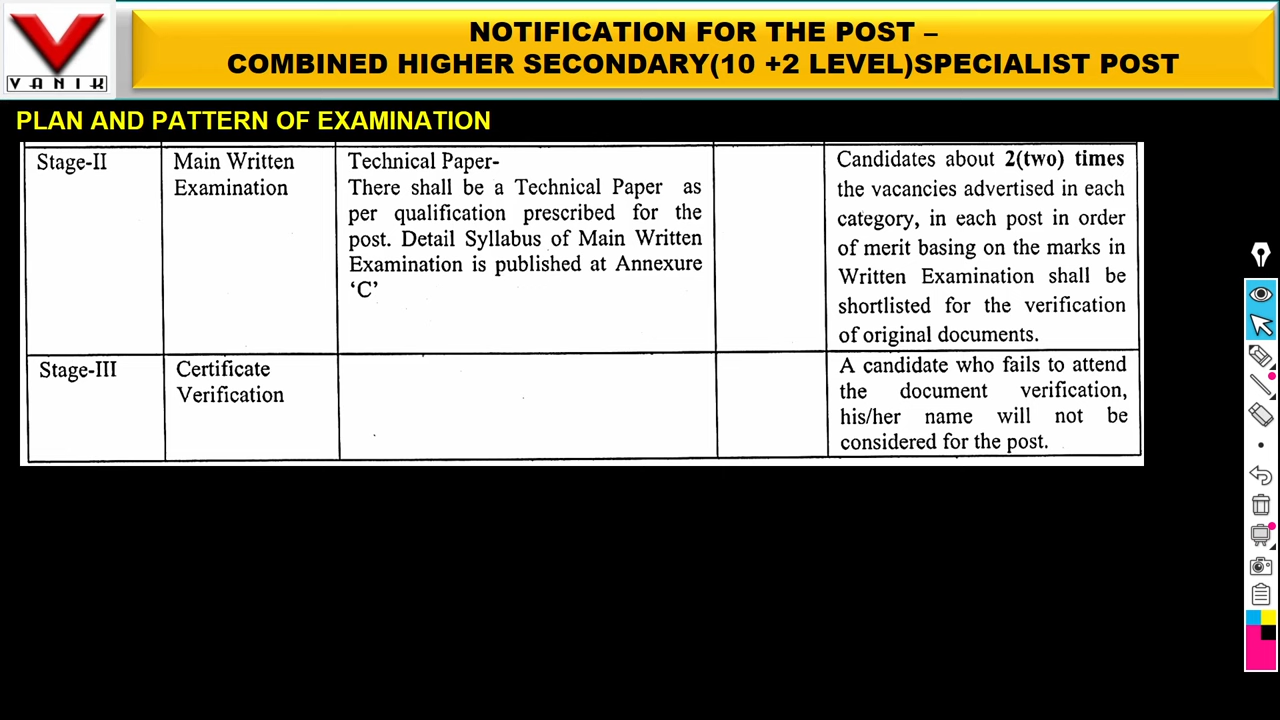 VANIK
NOTIFICATION FOR THE POST –
COMBINED HIGHER SECONDARY(10 +2 LEVEL)SPECIALIST POST
PLAN AND PATTERN OF EXAMINATION
Stage-II
Main Written
Examination
Technical Paper-
There shall be a Technical Paper as
per qualification prescribed for the
post. Detail Syllabus of Main Written
Examination is published at Annexure
‘C’
Candidates about 2(two) times
the vacancies advertised in each
category, in each post in order
of merit basing on the marks in
Written Examination shall be
shortlisted for the verification
of original documents.
Stage-III
Certificate
Verification
A candidate who fails to attend
the document verification,
his/her name will not be
considered for the post.